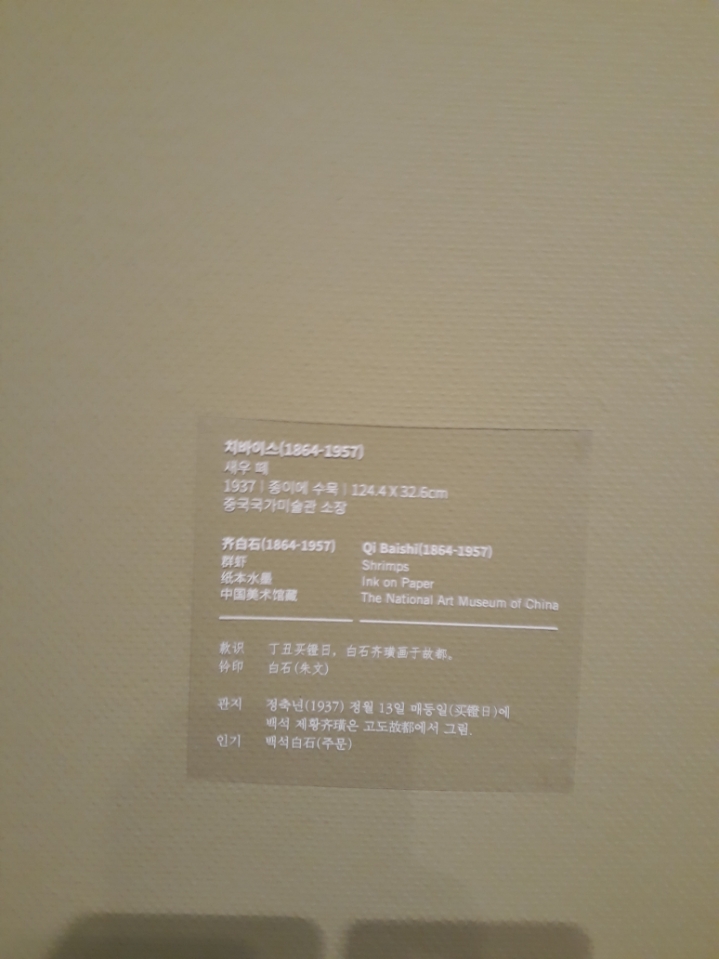 치바이스(1864-1957)
새우 떼
1937 | 종이에 수묵 | 124.4 X 32.6cm
중국국가미술관 소장
齐白石(1864-1957)
群虾
纸本水墨
中国美术馆藏
Qi Baishi(1864-1957)
Shrimps
Ink on Paper
The National Art Museum of China
款识 丁丑买镫日，白石齐璜画于故都。
钤印 白石(朱文)
관지 정축년(1937) 정월 13일 매등일(买镫日)에
백석 제황齐璜은 고도故都에서 그림.
인기 백석白石(주문)